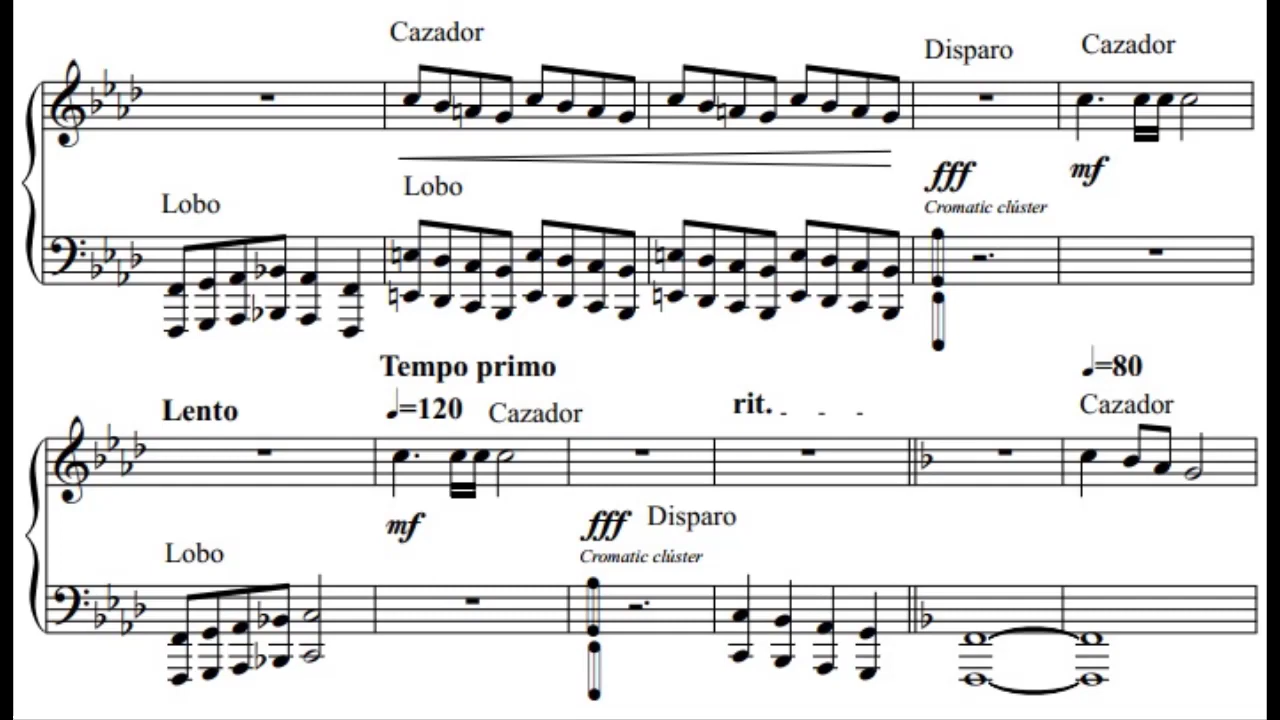 Cazador
Disparo
Cazador
fff
mf
Lobo
Lobo
Cromatic clúster
Tempo primo
♩=80
Lento
♩=120
Cazador
rit.
Cazador
mf
fff
Disparo
Lobo
Cromatic clúster